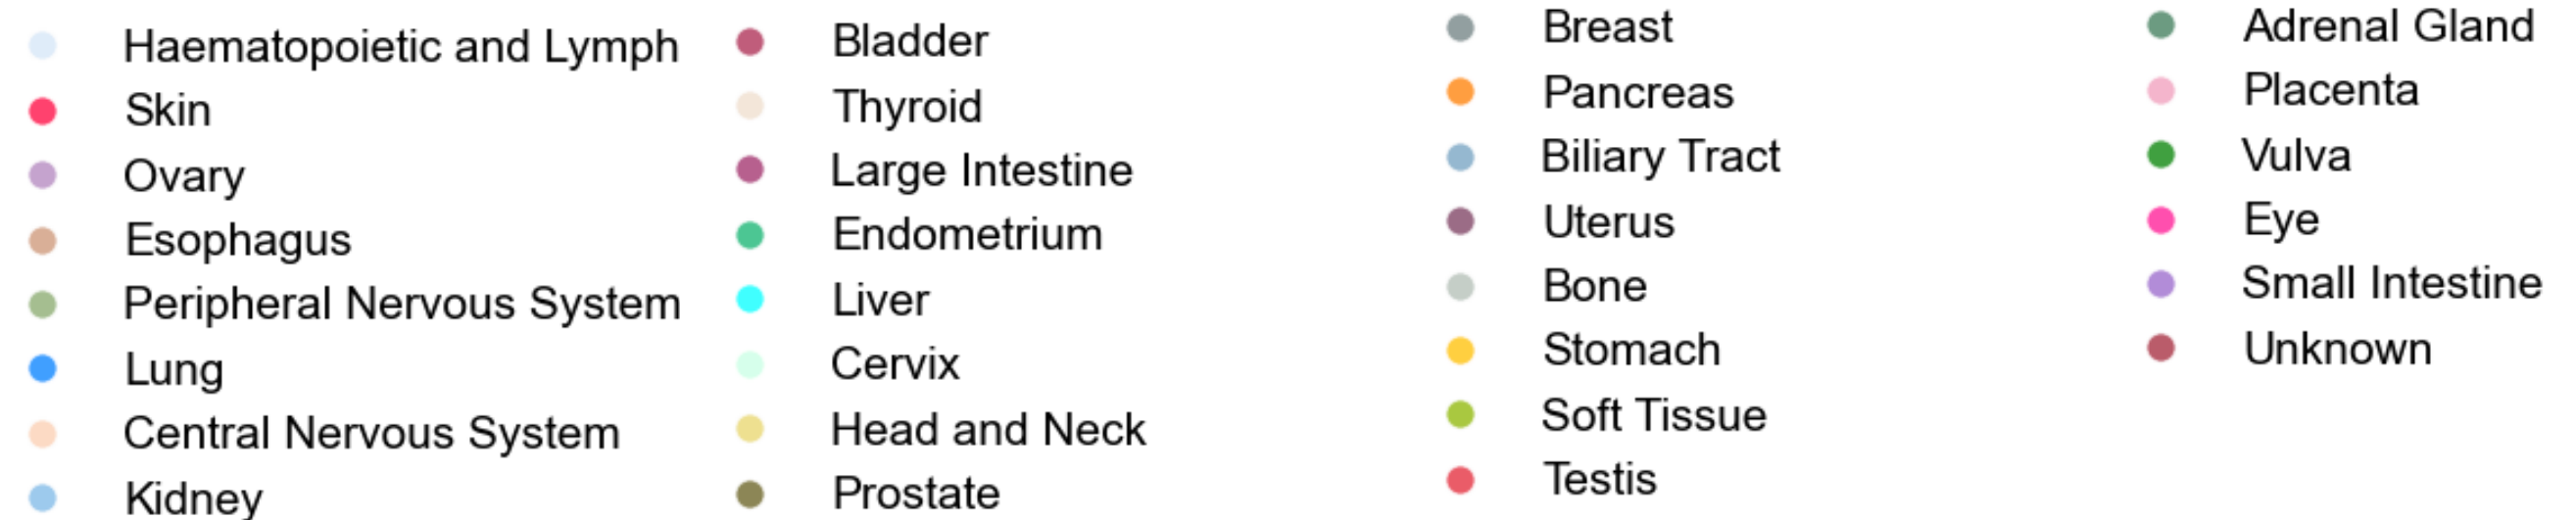 Haematopoietic and Lymph
Skin
Ovary
Esophagus
Peripheral Nervous System
Lung
Central Nervous System
Kidney
Bladder
Thyroid
Large Intestine
Endometrium
Liver
Cervix
Head and Neck
Prostate
Breast
Pancreas
Biliary Tract
Uterus
Bone
Stomach
Soft Tissue
Testis
Adrenal Gland
Placenta
Vulva
Eye
Small Intestine
Unknown